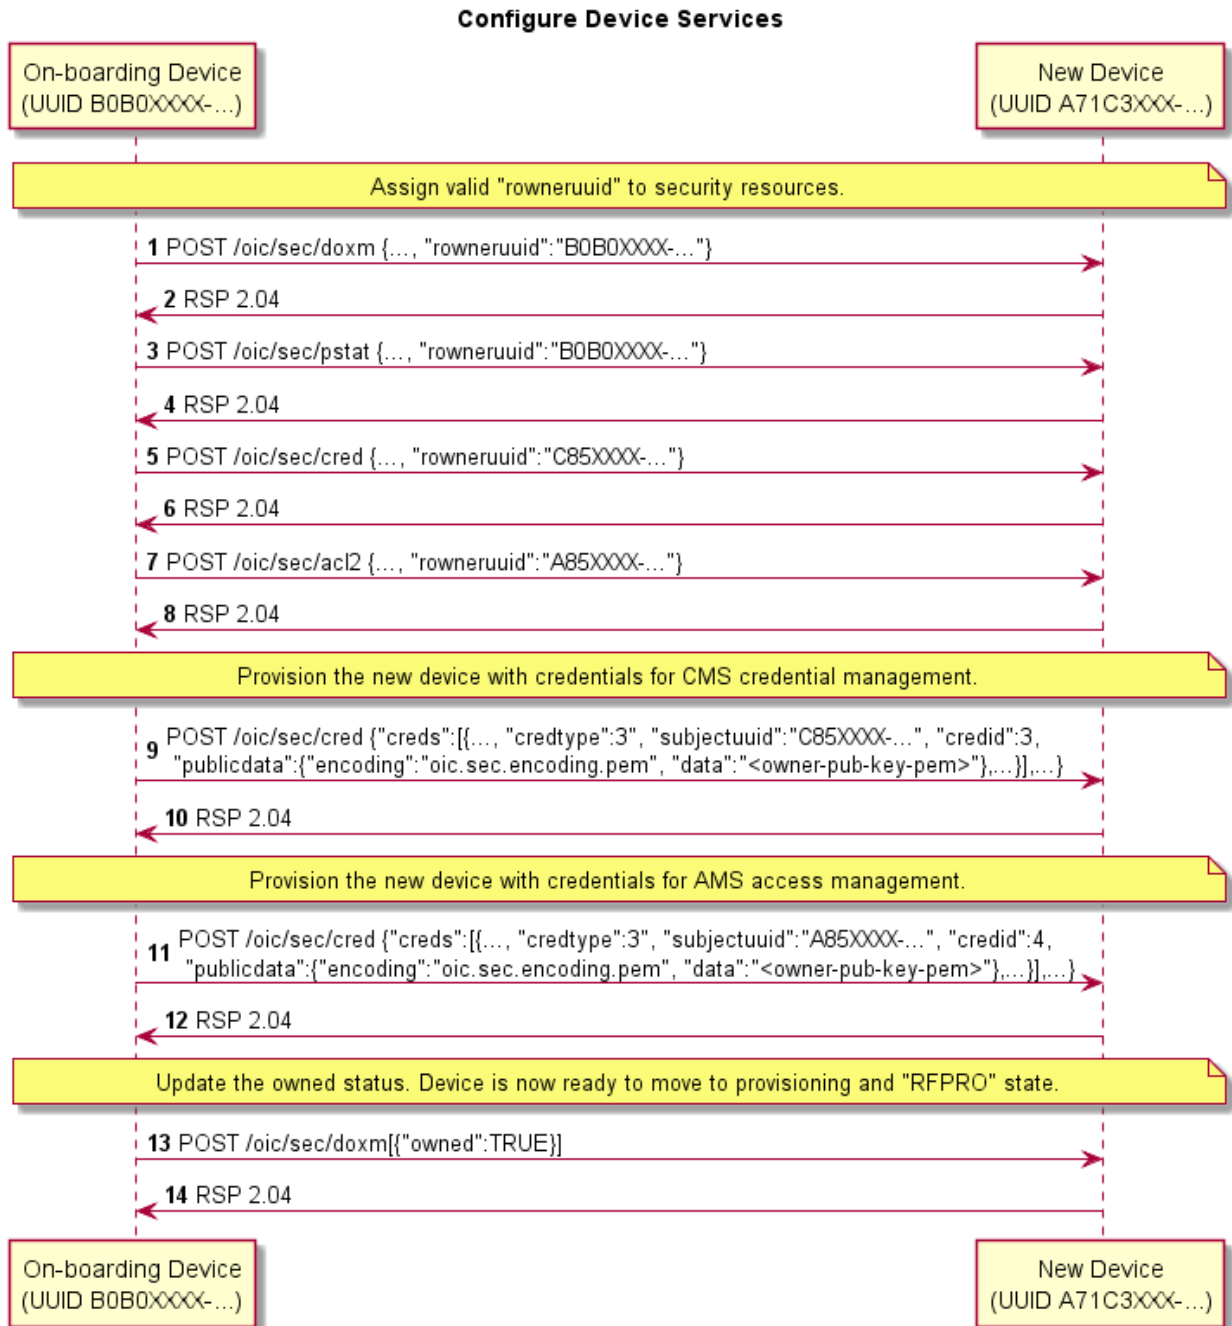 Configure Device Services
On-boarding Device
(UUID B0B0XXXX-...)
New Device
(UUID A71C3XXX-...)
Assign valid "rowneruuid" to security resources.
1 POST /oic/sec/doxm {..., "rowneruuid":"B0B0XXXX-..."}
2 RSP 2.04
3 POST /oic/sec/pstat {..., "rowneruuid":"B0B0XXXX-..."}
4 RSP 2.04
5 POST /oic/sec/cred {..., "rowneruuid":"C85XXXX-..."}
6 RSP 2.04
7 POST /oic/sec/acl2 {..., "rowneruuid":"A85XXXX-..."}
8 RSP 2.04
Provision the new device with credentials for CMS credential management.
9 POST /oic/sec/cred {"creds":[{..., "credtype":3", "subjectuuid":"C85XXXX-...", "credid":3,
"publicdata":{"encoding":"oic.sec.encoding.pem", "data":"<owner-pub-key-pem>"},...}],...}
10 RSP 2.04
Provision the new device with credentials for AMS access management.
11 POST /oic/sec/cred {"creds":[{..., "credtype":3", "subjectuuid":"A85XXXX-...", "credid":4,
"publicdata":{"encoding":"oic.sec.encoding.pem", "data":"<owner-pub-key-pem>"},...}],...}
12 RSP 2.04
Update the owned status. Device is now ready to move to provisioning and "RFPRO" state.
13 POST /oic/sec/doxm[{"owned":TRUE}]
14 RSP 2.04
On-boarding Device
(UUID B0B0XXXX-...)
New Device
(UUID A71C3XXX-...)